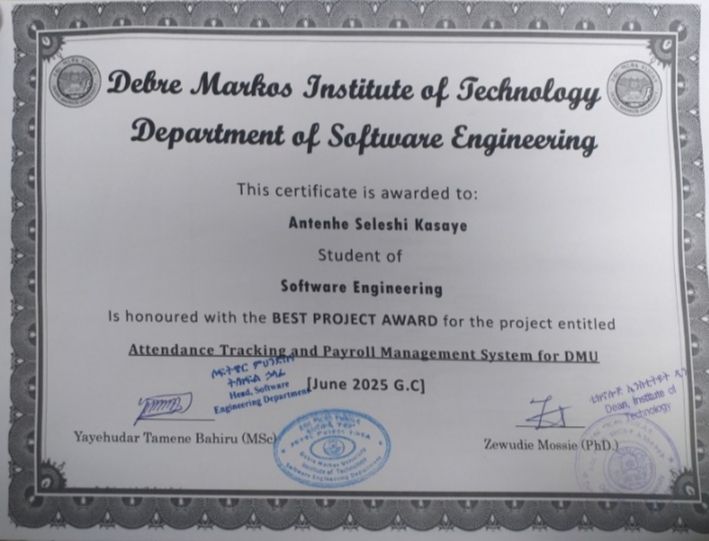 Debre Markos Institute of Technology
Department of Software Engineering
This certificate is awarded to:
Antenhe Seleshi Kasaye
Student of
Software Engineering
Is honoured with the BEST PROJECT AWARD for the project entitled
Attendance Tracking and Payroll Management System for DMU
[June 2025 G.C]
Head, Software
Engineering Department
Yayehudar Tamene Bahiru (MSc)
Debre Markos University
Institute of Technology
Software Engineering Department
Dean, Institute of
Technology
Zewudie Mossie (PhD.)